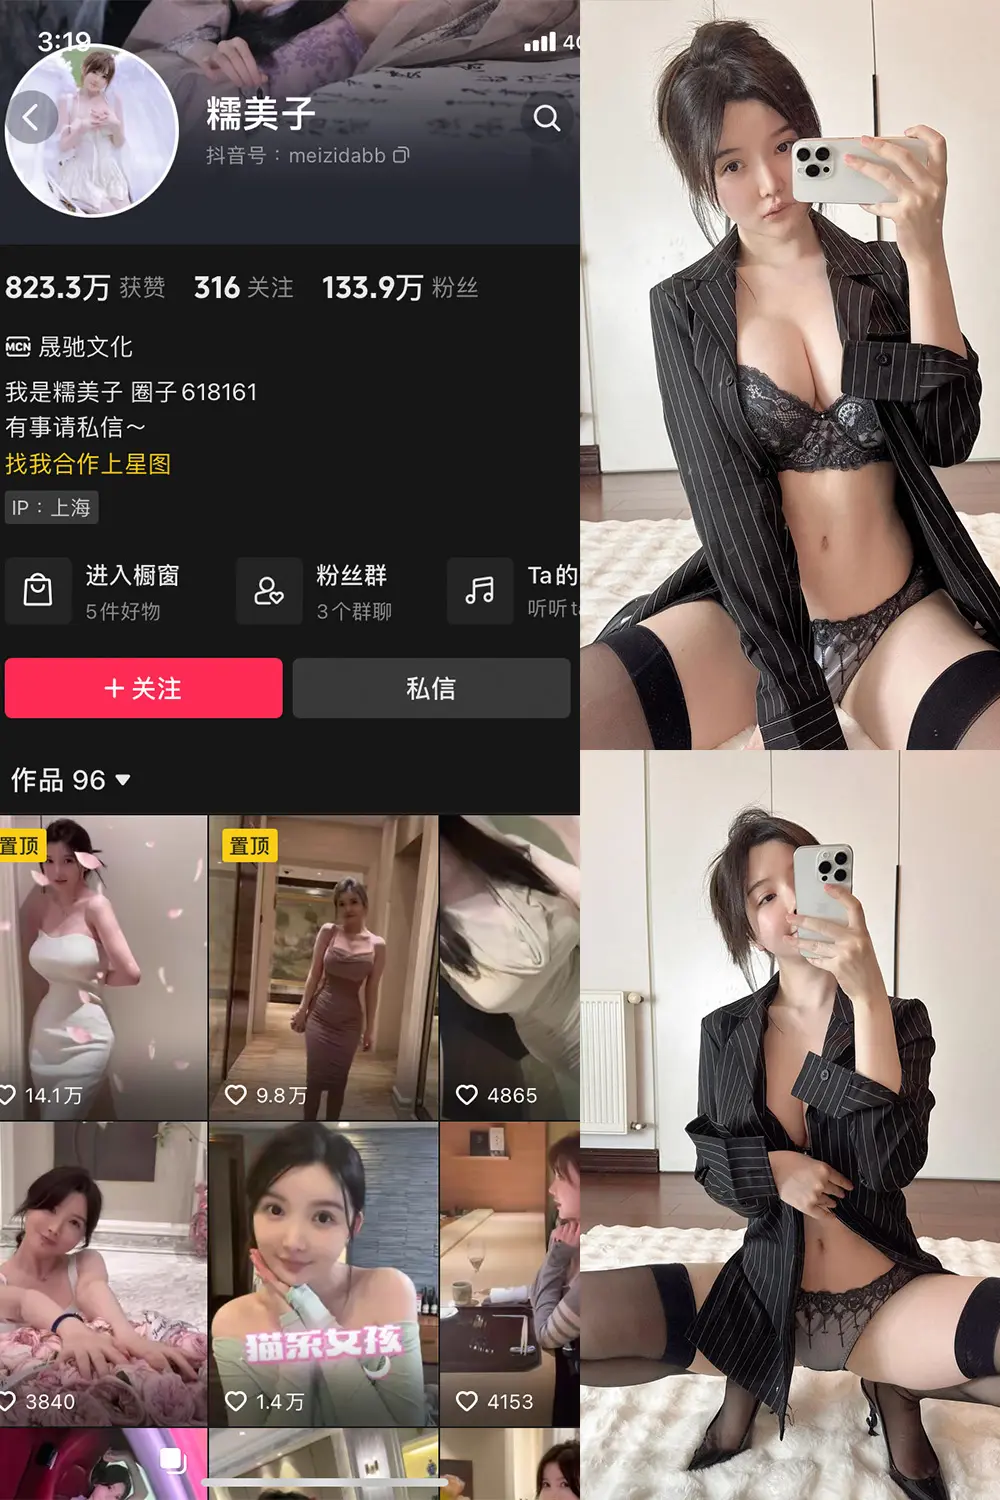 3:19
4G
糯美子
抖音号：meizidabb
823.3万 获赞 316 关注 133.9万 粉丝
MCN 晟驰文化
我是糯美子 圈子618161
有事请私信～
找我合作上星图
IP：上海
进入橱窗
5件好物
粉丝群
3个群聊
Ta的
听听ta
+ 关注
私信
作品 96
置顶
置顶
14.1万
9.8万
4865
猫系女孩
3840
1.4万
4153